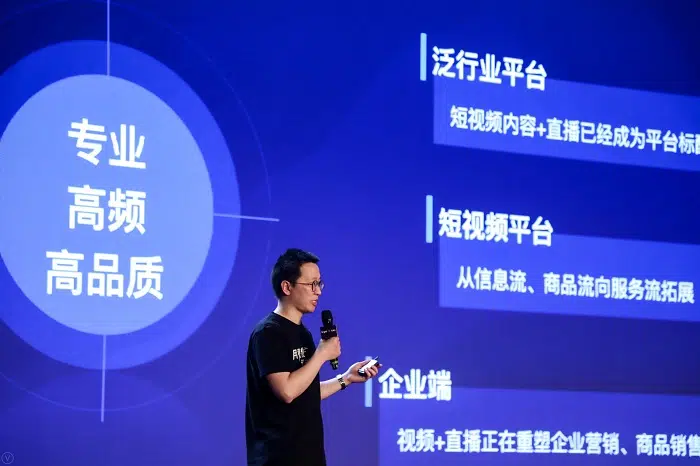 专业
高频
高品质
泛行业平台
短视频内容+直播已经成为平台标配
短视频平台
从信息流、商品流向服务流拓展
企业端
视频+直播正在重塑企业营销、商品销售